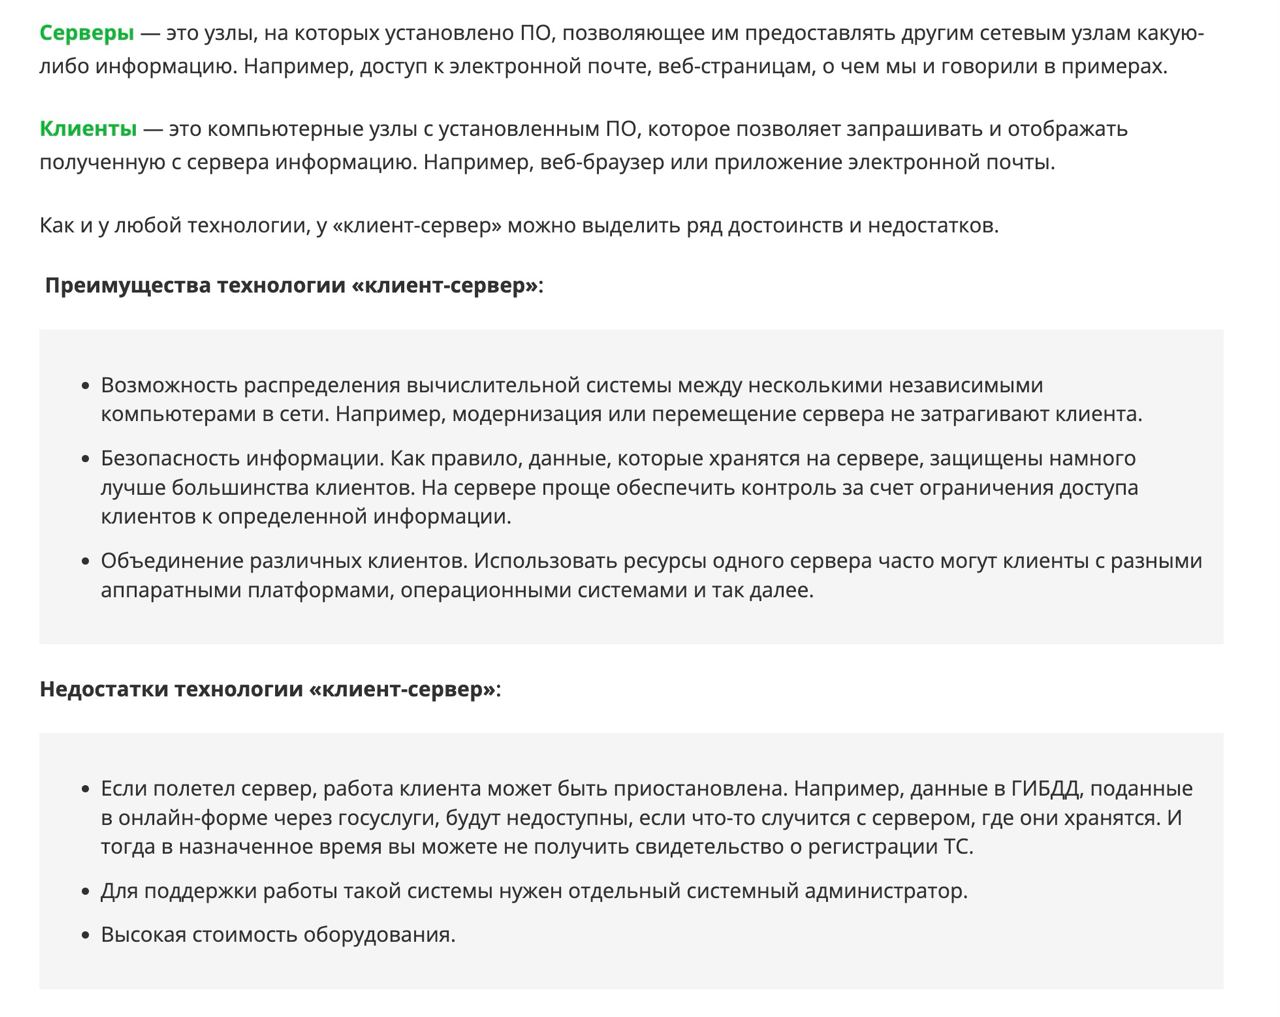 Серверы — это узлы, на которых установлено ПО, позволяющее им предоставлять другим сетевым узлам какую-
либо информацию. Например, доступ к электронной почте, веб-страницам, о чем мы и говорили в примерах.
Клиенты — это компьютерные узлы с установленным ПО, которое позволяет запрашивать и отображать
полученную с сервера информацию. Например, веб-браузер или приложение электронной почты.
Как и у любой технологии, у «клиент-сервер» можно выделить ряд достоинств и недостатков.
Преимущества технологии «клиент-сервер»:
• Возможность распределения вычислительной системы между несколькими независимыми
компьютерами в сети. Например, модернизация или перемещение сервера не затрагивают клиента.
• Безопасность информации. Как правило, данные, которые хранятся на сервере, защищены намного
лучше большинства клиентов. На сервере проще обеспечить контроль за счет ограничения доступа
клиентов к определенной информации.
• Объединение различных клиентов. Использовать ресурсы одного сервера часто могут клиенты с разными
аппаратными платформами, операционными системами и так далее.
Недостатки технологии «клиент-сервер»:
• Если полетел сервер, работа клиента может быть приостановлена. Например, данные в ГИБДД, поданные
в онлайн-форме через госуслуги, будут недоступны, если что-то случится с сервером, где они хранятся. И
тогда в назначенное время вы можете не получить свидетельство о регистрации ТС.
• Для поддержки работы такой системы нужен отдельный системный администратор.
• Высокая стоимость оборудования.